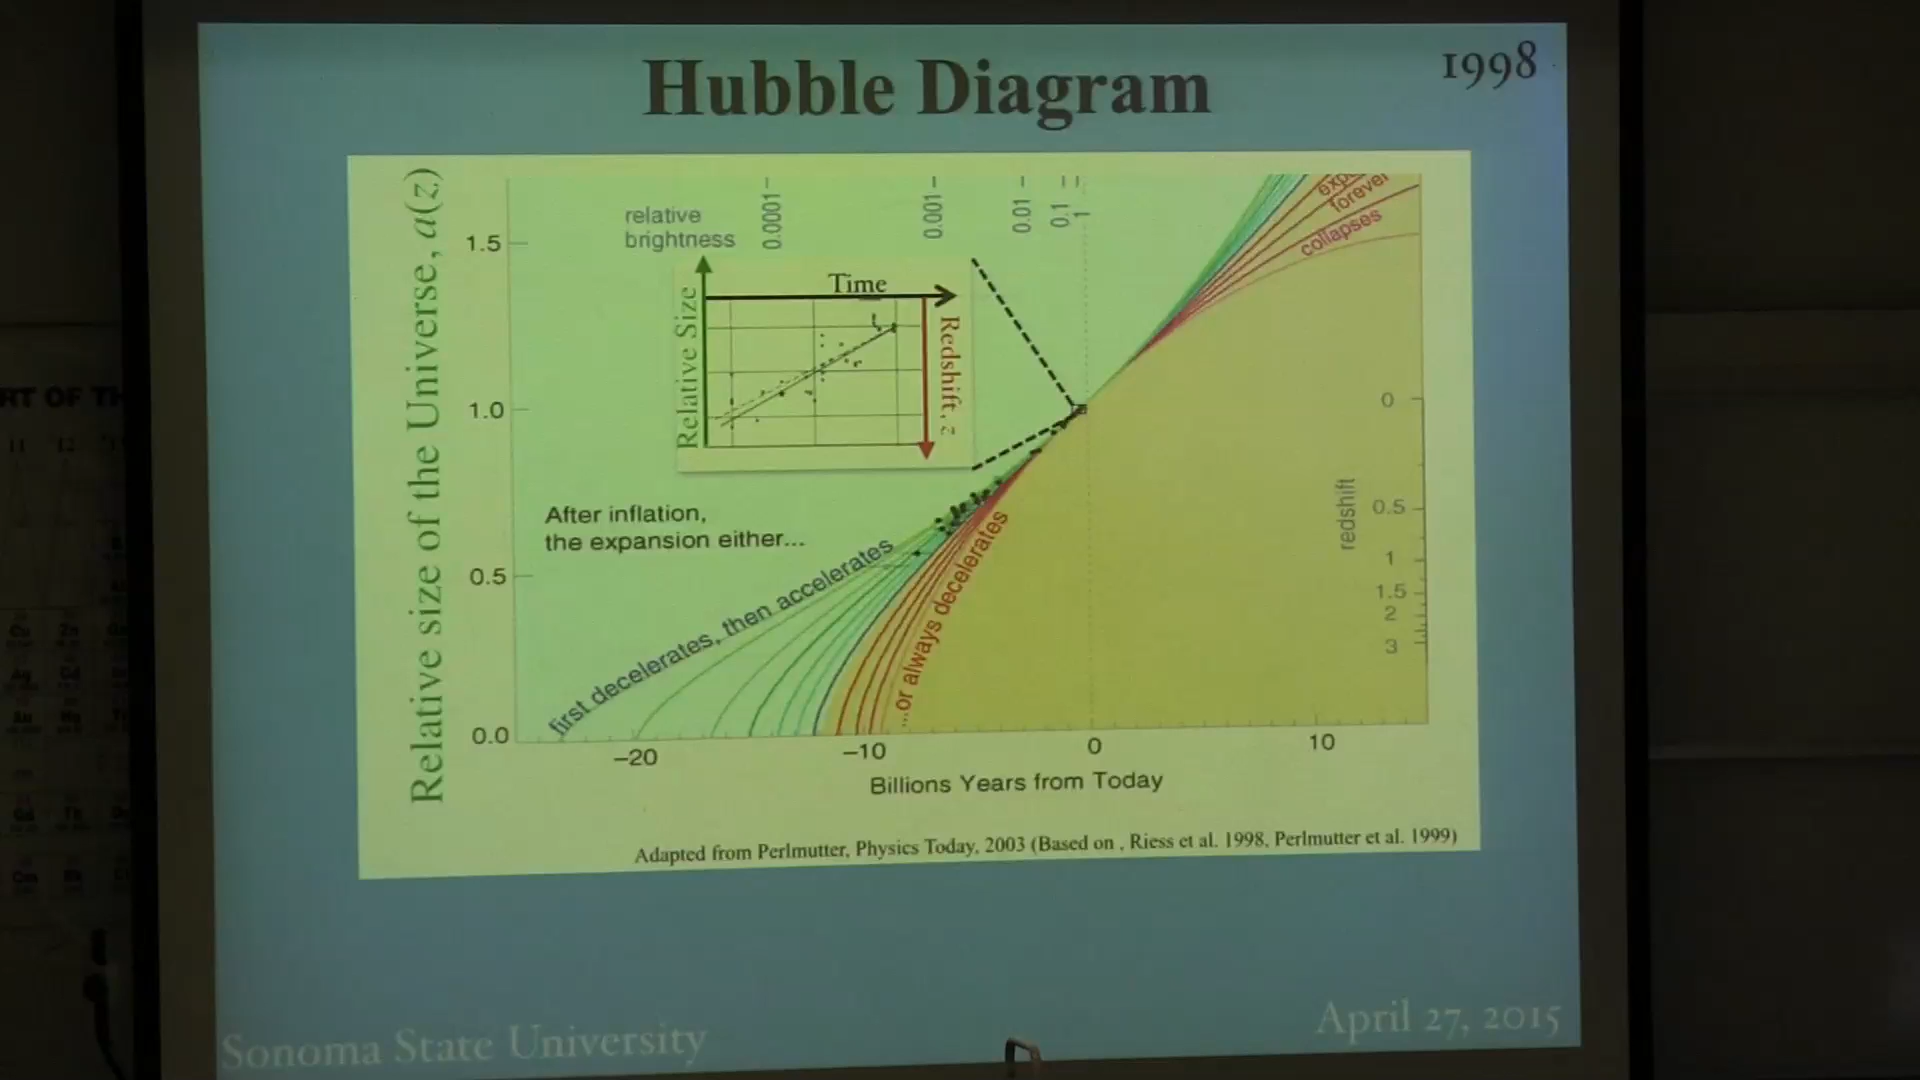 Hubble Diagram
1998
Relative size of the Universe, a(z)
1.5
1.0
0.5
0.0
relative
brightness
0.0001
0.001
0.01
0.1
1
forever
collapses
Time
Relative Size
Redshift, z
After inflation,
the expansion either...
first decelerates, then accelerates
...or always decelerates
redshift
0
0.5
1
1.5
2
3
−20
−10
0
10
Billions Years from Today
Adapted from Perlmutter, Physics Today, 2003 (Based on , Riess et al. 1998, Perlmutter et al. 1999)
Sonoma State University
April 27, 2015